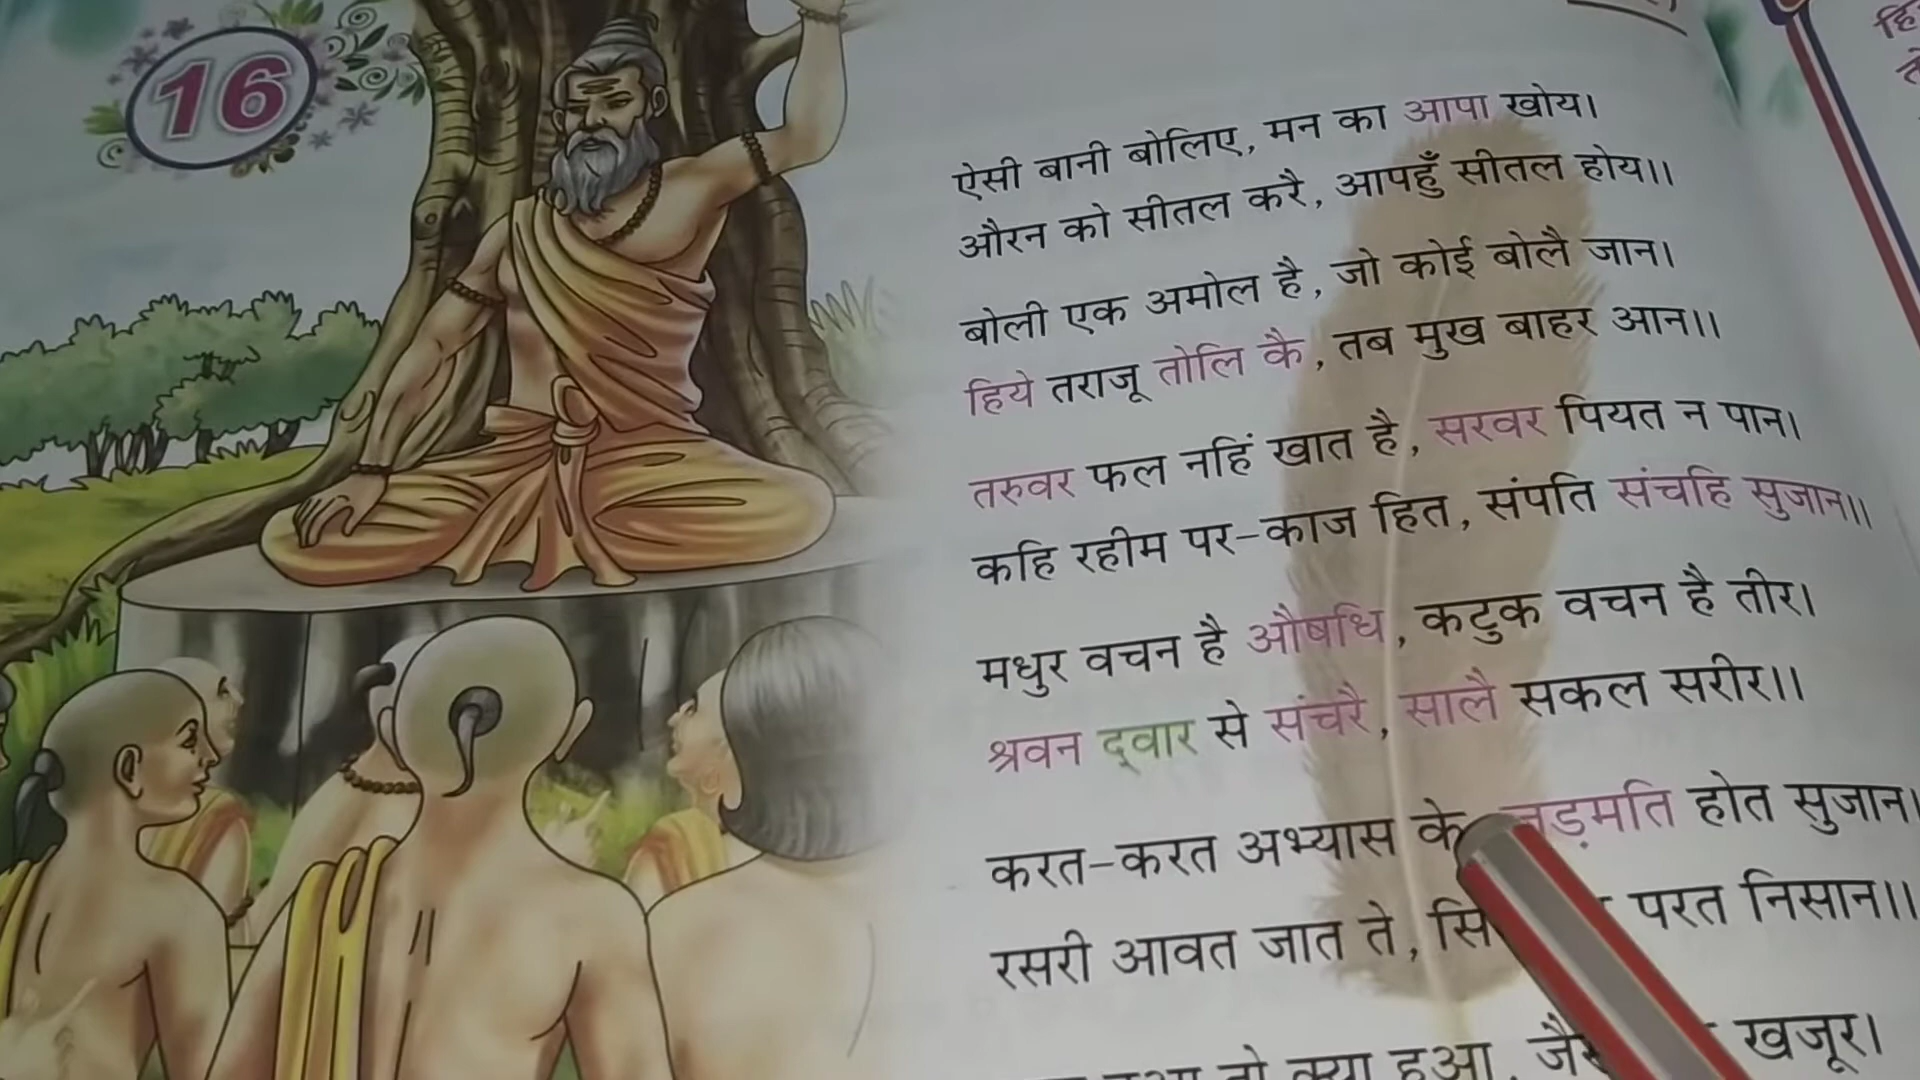 16
ऐसी बानी बोलिए, मन का आपा खोय।
औरन को सीतल करै, आपहुँ सीतल होय।।
बोली एक अमोल है, जो कोई बोलै जान।
हिये तराजू तोलि कै, तब मुख बाहर आन।।
तरुवर फल नहिं खात है, सरवर पियत न पान।
कहि रहीम पर-काज हित, संपति संचहि सुजान।।
मधुर वचन है औषधि, कटुक वचन है तीर।
श्रवन द्वार से संचरै, सालै सकल सरीर।।
करत-करत अभ्यास के जड़मति होत सुजान।
रसरी आवत जात ते, परत निसान।।
क्या हुआ, खजूर।